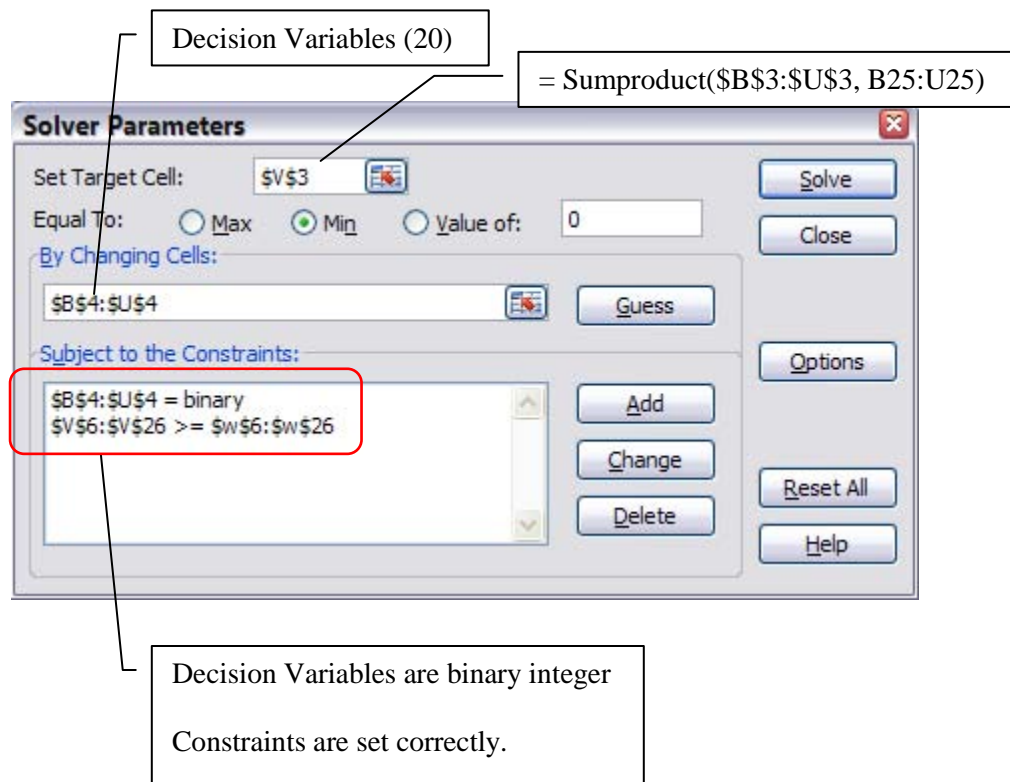 Decision Variables (20)
= Sumproduct($B$3:$U$3, B25:U25)
Solver Parameters
Set Target Cell: $V$3 Solve
Equal To: Max Min Value of: 0 Close
By Changing Cells:
$B$4:$U$4 Guess
Subject to the Constraints: Options
$B$4:$U$4 = binary Add
$V$6:$V$26 >= $w$6:$w$26
Change
Reset All
Delete
Help
Decision Variables are binary integer
Constraints are set correctly.